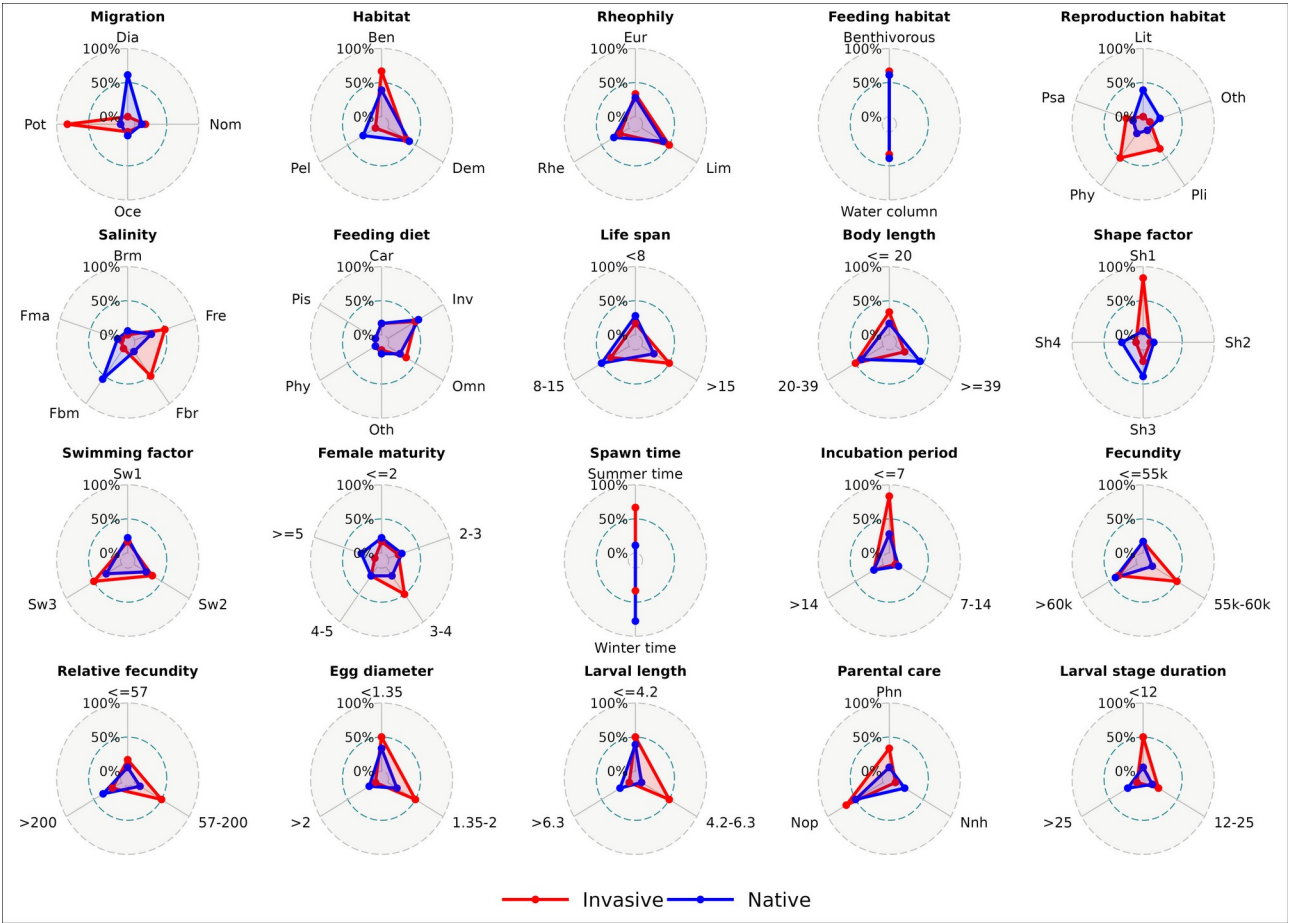 Migration
Dia
100%
50%
0%
Pot
Nom
Oce
Habitat
Ben
100%
50%
0%
Pel
Dem
Rheophily
Eur
100%
50%
0%
Rhe
Lim
Feeding habitat
Benthivorous
100%
50%
0%
Water column
Reproduction habitat
Lit
100%
50%
0%
Psa
Oth
Phy
Pli
Salinity
Brm
100%
50%
0%
Fma
Fre
Fbm
Fbr
Feeding diet
Car
100%
50%
0%
Pis
Inv
Phy
Omn
Oth
Life span
<8
100%
50%
0%
8-15
>15
Body length
<= 20
100%
50%
0%
20-39
>=39
Shape factor
Sh1
100%
50%
0%
Sh4
Sh2
Sh3
Swimming factor
Sw1
100%
50%
0%
Sw3
Sw2
Female maturity
<=2
100%
50%
0%
>=5
2-3
4-5
3-4
Spawn time
Summer time
100%
50%
0%
Winter time
Incubation period
<=7
100%
50%
0%
>14
7-14
Fecundity
<=55k
100%
50%
0%
>60k
55k-60k
Relative fecundity
<=57
100%
50%
0%
>200
57-200
Egg diameter
<1.35
100%
50%
0%
>2
1.35-2
Larval length
<=4.2
100%
50%
0%
>6.3
4.2-6.3
Parental care
Phn
100%
50%
0%
Nop
Nnh
Larval stage duration
<12
100%
50%
0%
>25
12-25
Invasive
Native